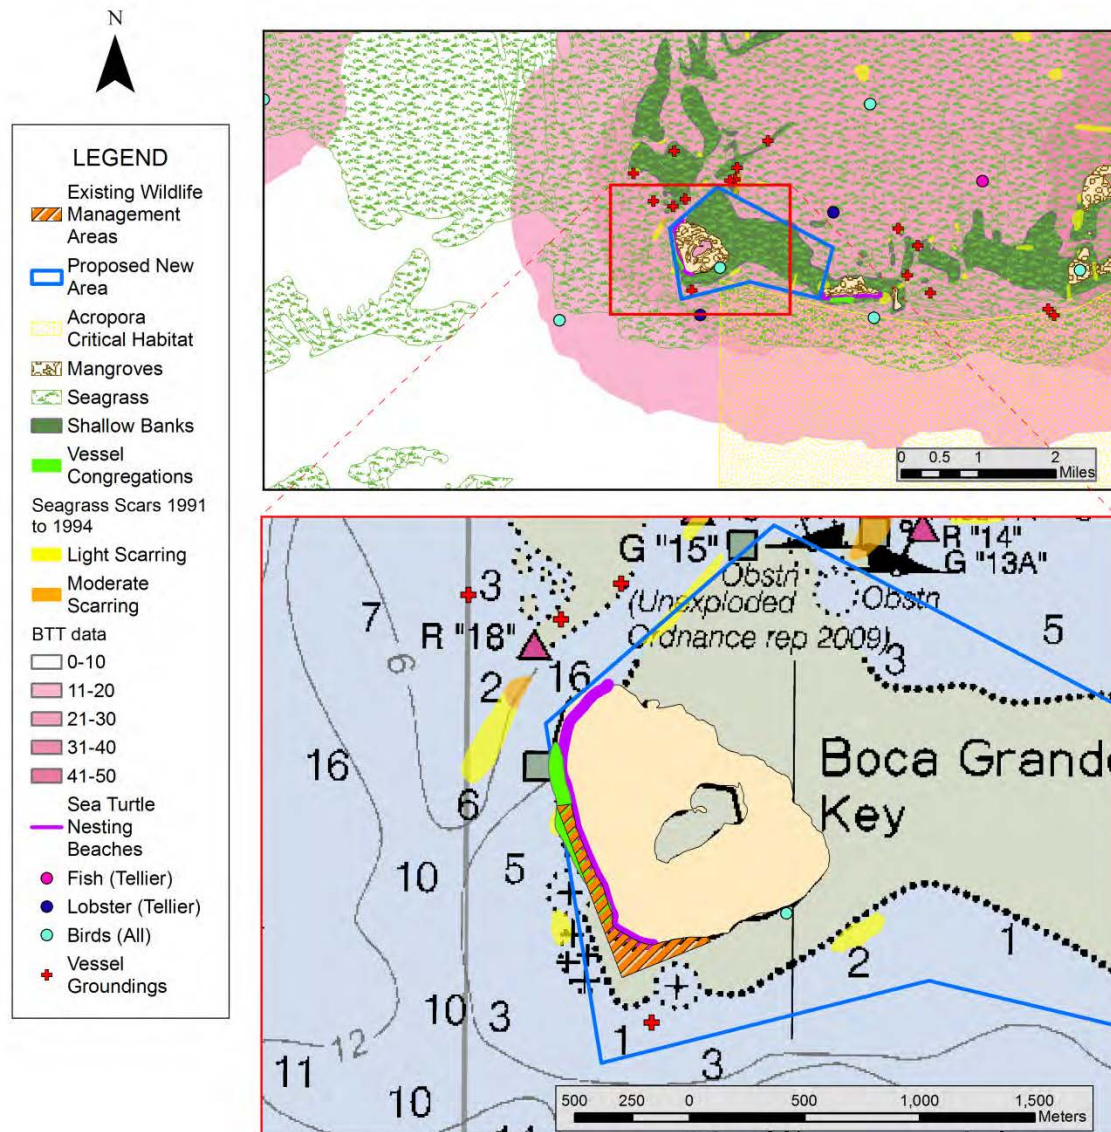 N
LEGEND
Existing Wildlife
Management
Areas
Proposed New
Area
Acropora
Critical Habitat
Mangroves
Seagrass
Shallow Banks
Vessel
Congregations
Seagrass Scars 1991
to 1994
Light Scarring
Moderate
Scarring
BTT data
0-10
11-20
21-30
31-40
41-50
Sea Turtle
Nesting
Beaches
Fish (Tellier)
Lobster (Tellier)
Birds (All)
Vessel
Groundings
0 0.5 1 2
Miles
G "15"
R "14"
G "13A"
Obstn
(Unexploded
Ordnance rep 2009)
Obstn
3
7
6
R "18"
16
2
3
5
16
6
Boca Grande
Key
10
5
2
1
10
3
1
12
3
11
10
500 250 0 500 1,000 1,500
Meters